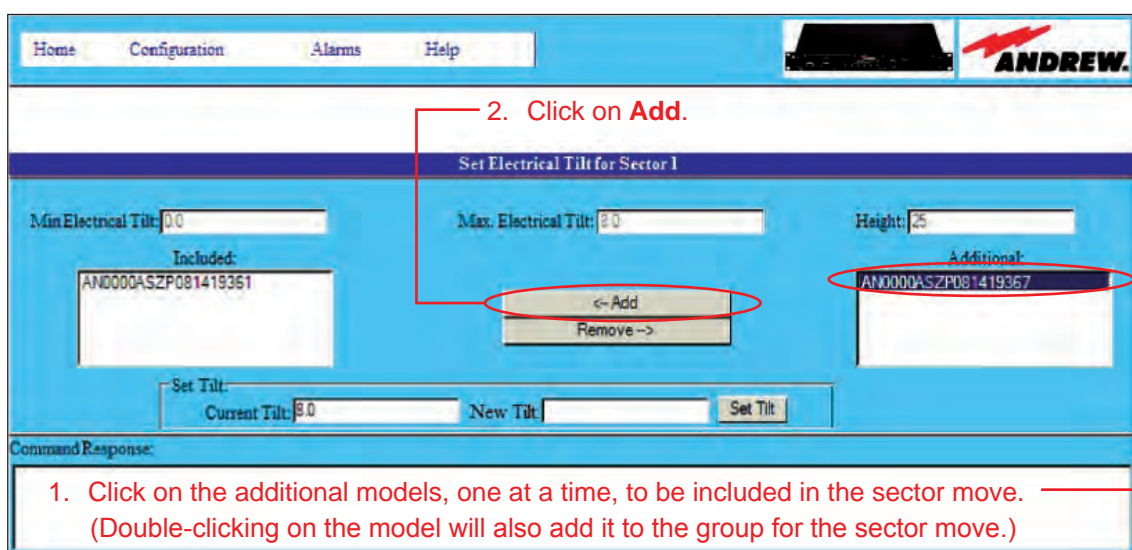 Home Configuration Alarms Help
ANDREW.
2. Click on Add.
Set Electrical Tilt for Sector 1
Min Electrical Tilt: 0.0 Max. Electrical Tilt: 8.0 Height: 25
Included: Additional:
AN0000ASZP081419361 AN0000ASZP081419367
<-- Add
Remove -->
Set Tilt:
Current Tilt: 8.0 New Tilt: Set Tilt
Command Response:
1. Click on the additional models, one at a time, to be included in the sector move.
(Double-clicking on the model will also add it to the group for the sector move.)